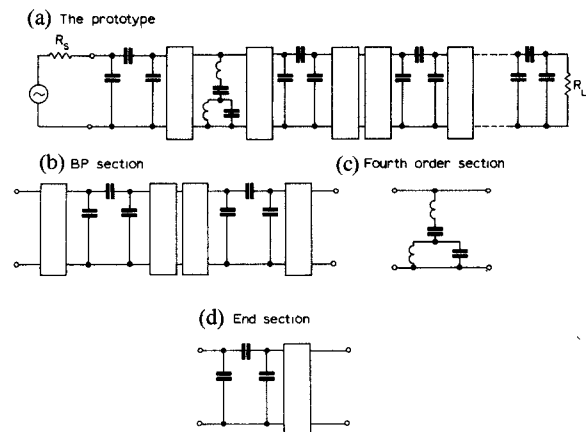 (a) The prototype
R_S
R_L
(b) BP section
(c) Fourth order section
(d) End section